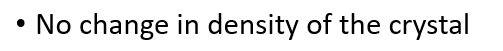 • No change in density of the crystal